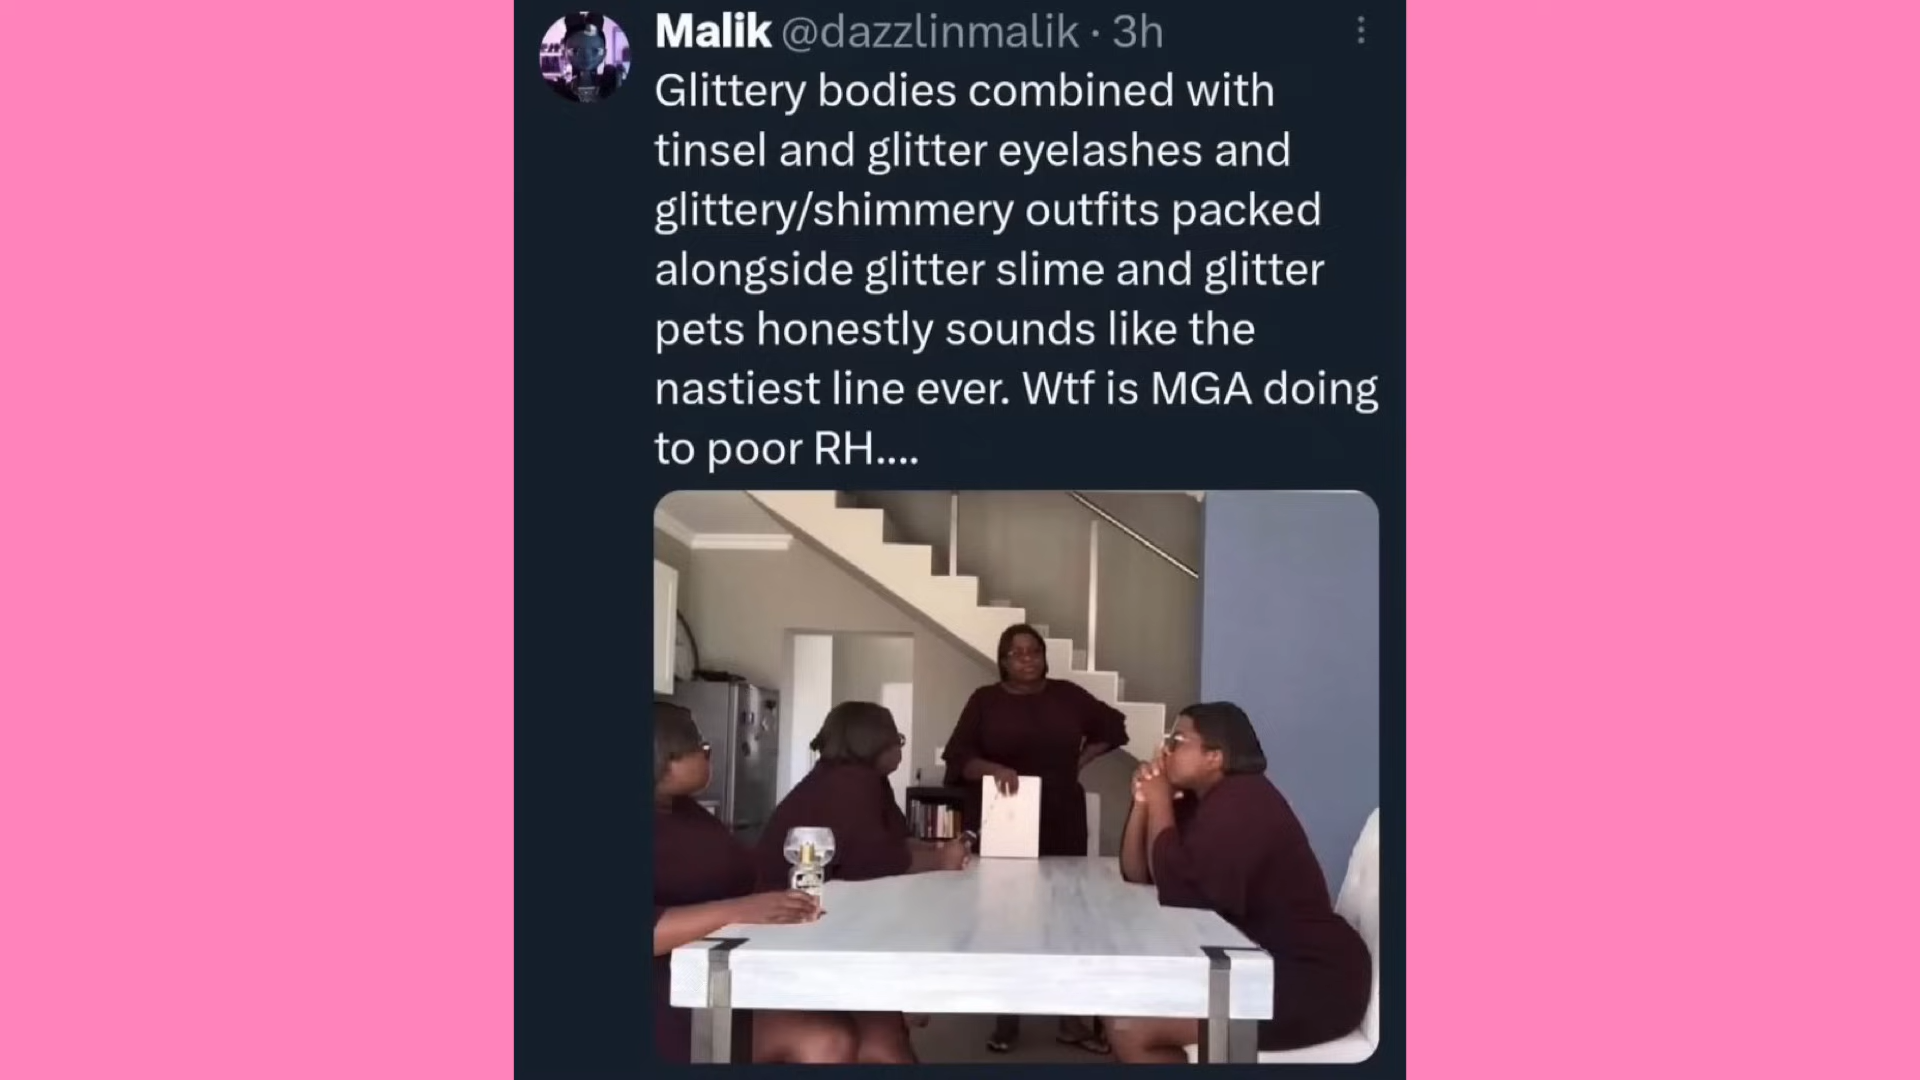 Malik @dazzlinmalik · 3h
Glittery bodies combined with
tinsel and glitter eyelashes and
glittery/shimmery outfits packed
alongside glitter slime and glitter
pets honestly sounds like the
nastiest line ever. Wtf is MGA doing
to poor RH....